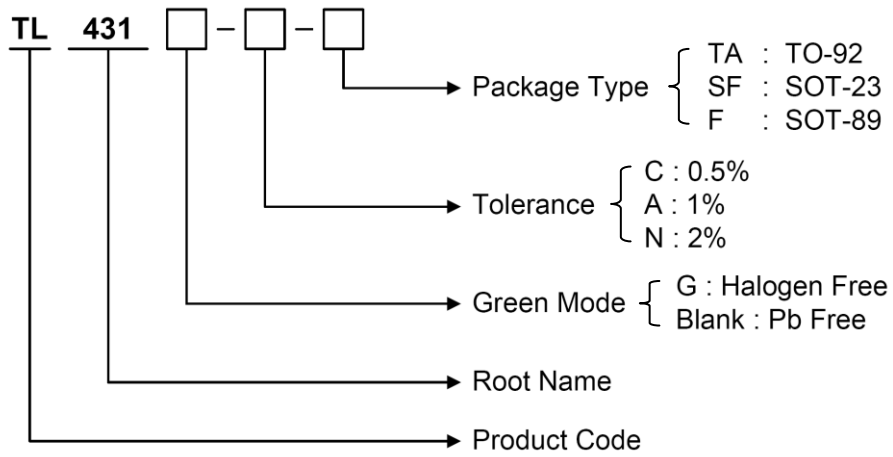 TL 431 – –
Package Type
TA : TO-92
SF : SOT-23
F : SOT-89
Tolerance
C : 0.5%
A : 1%
N : 2%
Green Mode
G : Halogen Free
Blank : Pb Free
Root Name
Product Code